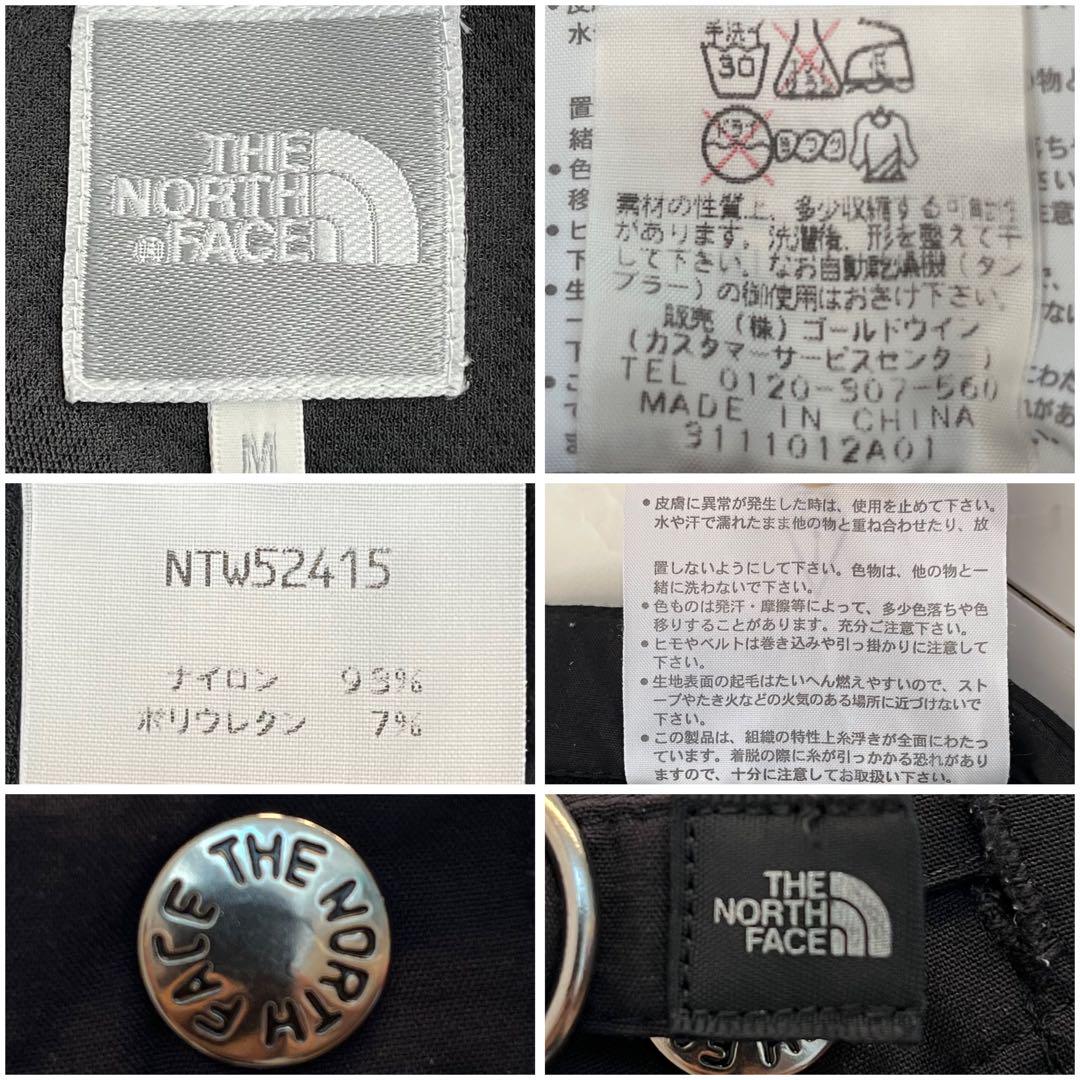 THE
NORTH
FACE
M
手洗イ
30
エンソ
サラシ
ドライ
素材の性質上、多少収縮する可能性
があります。洗濯後、形を整えて干
して下さい。なお自動乾燥機（タン
ブラー）の御使用はおさけ下さい。
販売（株）ゴールドウイン
（カスタマーサービスセンタ）
TEL 0120-307-560
MADE IN CHINA
3111012A01
NTW52415
ナイロン 93%
ポリウレタン 7%
●皮膚に異常が発生した時は、使用を止めて下さい。
水や汗で濡れたまま他の物と重ね合わせたり、放
置しないようにして下さい。色物は、他の物と一
緒に洗わないで下さい。
●色ものは発汗・摩擦等によって、多少色落ちや色
移りすることがあります。充分ご注意下さい。
●ヒモやベルトは巻き込みや引っ掛かりに注意して
下さい。
●生地表面の起毛はたいへん燃えやすいので、スト
ーブやたき火などの火気のある場所に近づけないで
下さい。
●この製品は、組織の特性上糸浮きが全面にわたっ
ています。着脱の際に糸が引っかかる恐れがあり
ますので、十分に注意してお取扱い下さい。
THE NORTH FACE
THE
NORTH
FACE